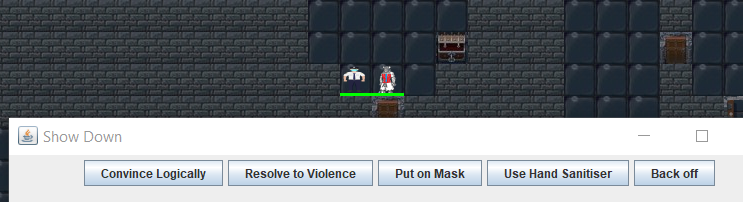 Show Down
Convince Logically Resolve to Violence Put on Mask Use Hand Sanitiser Back off